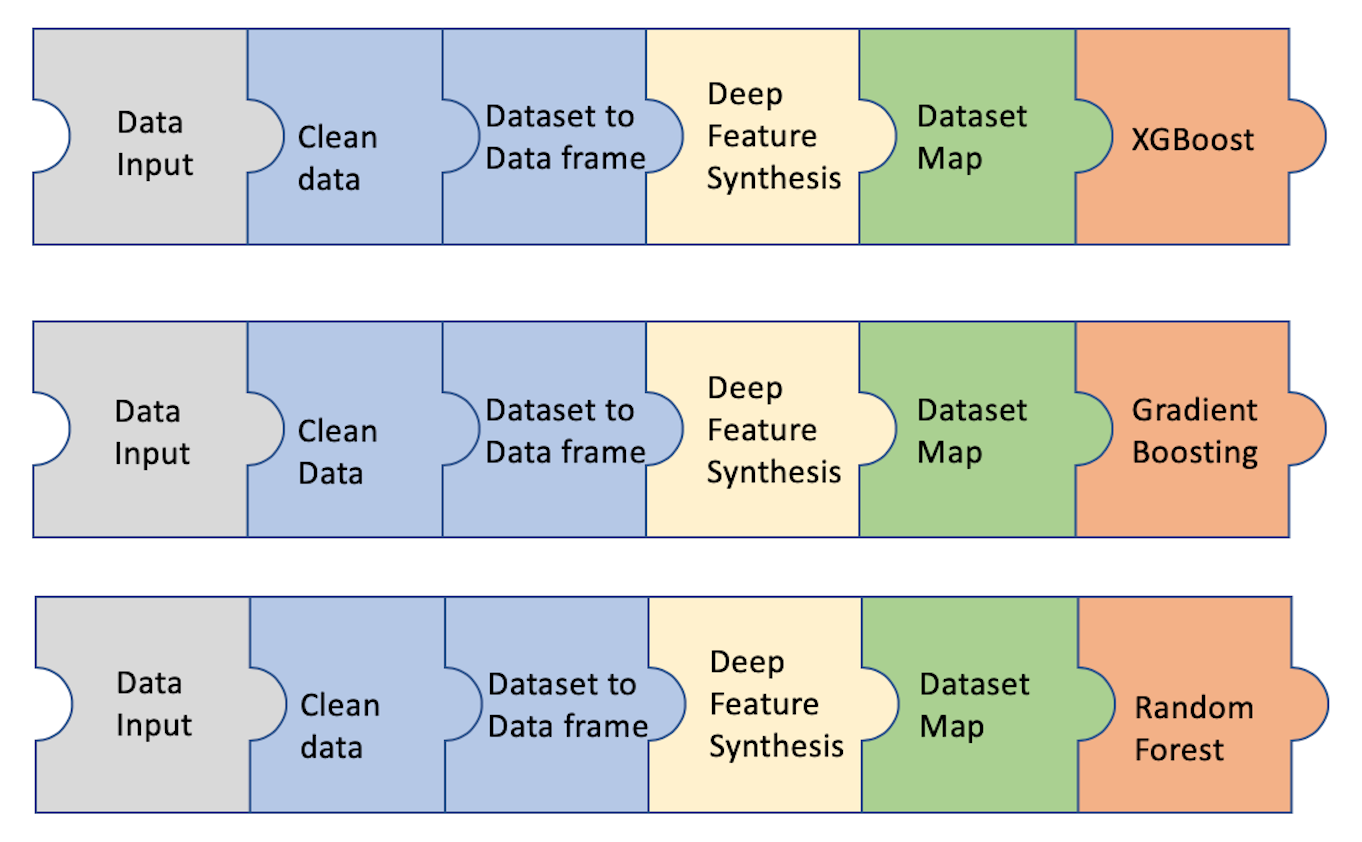 Data
Input
Clean
data
Dataset to
Data frame
Deep
Feature
Synthesis
Dataset
Map
XGBoost
Data
Input
Clean
Data
Dataset to
Data frame
Deep
Feature
Synthesis
Dataset
Map
Gradient
Boosting
Data
Input
Clean
data
Dataset to
Data frame
Deep
Feature
Synthesis
Dataset
Map
Random
Forest